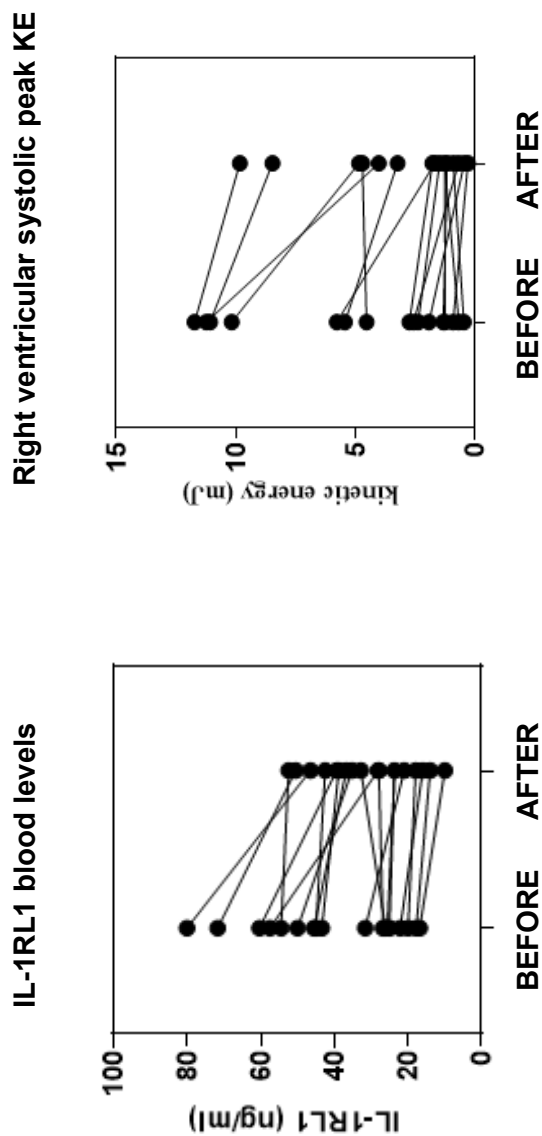 IL-1RL1 blood levels
IL-1RL1 (ng/ml)
100
80
60
40
20
0
BEFORE AFTER
Right ventricular systolic peak KE
kinetic energy (mJ)
15
10
5
0
BEFORE AFTER